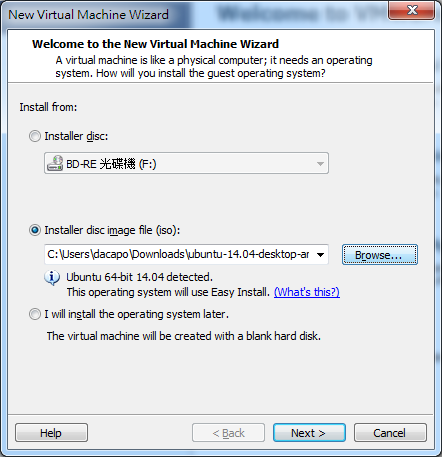 New Virtual Machine Wizard
Welcome to VM
Welcome to the New Virtual Machine Wizard
A virtual machine is like a physical computer; it needs an operating
system. How will you install the guest operating system?
Install from:
Installer disc:
BD-RE 光碟機 (F:)
Installer disc image file (iso):
C:\Users\dacapo\Downloads\ubuntu-14.04-desktop-ar
Browse...
Ubuntu 64-bit 14.04 detected.
This operating system will use Easy Install. (What's this?)
I will install the operating system later.
The virtual machine will be created with a blank hard disk.
Help
< Back
Next >
Cancel